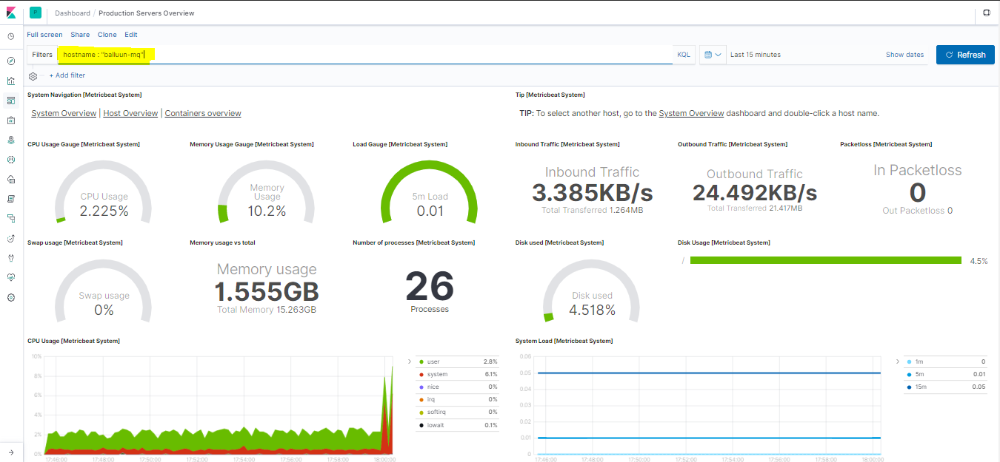 P Dashboard / Production Servers Overview
Full screen Share Clone Edit
Filters hostname : "balluun-mq" KQL Last 15 minutes Show dates Refresh
+ Add filter
System Navigation [Metricbeat System]
System Overview | Host Overview | Containers overview
Tip [Metricbeat System]
TIP: To select another host, go to the System Overview dashboard and double-click a host name.
CPU Usage Gauge [Metricbeat System]
CPU Usage
2.225%
Memory Usage Gauge [Metricbeat System]
Memory
Usage
10.2%
Load Gauge [Metricbeat System]
5m Load
0.01
Inbound Traffic [Metricbeat System]
Inbound Traffic
3.385KB/s
Total Transferred 1.264MB
Outbound Traffic [Metricbeat System]
Outbound Traffic
24.492KB/s
Total Transferred 21.417MB
Packetloss [Metricbeat System]
In Packetloss
0
Out Packetloss 0
Swap usage [Metricbeat System]
Swap usage
0%
Memory usage vs total
Memory usage
1.555GB
Total Memory 15.263GB
Number of processes [Metricbeat System]
26
Processes
Disk used [Metricbeat System]
Disk used
4.518%
Disk Usage [Metricbeat System]
/ 4.5%
CPU Usage [Metricbeat System]
10%
8%
6%
4%
2%
0%
17:46:00 17:48:00 17:50:00 17:52:00 17:54:00 17:56:00 17:58:00 18:00:00
user 2.8%
system 6.1%
nice 0%
irq 0%
softirq 0%
iowait 0.1%
System Load [Metricbeat System]
0.06
0.05
0.04
0.03
0.02
0.01
0
17:46:00 17:48:00 17:50:00 17:52:00 17:54:00 17:56:00 17:58:00 18:00:00
1m 0
5m 0.01
15m 0.05